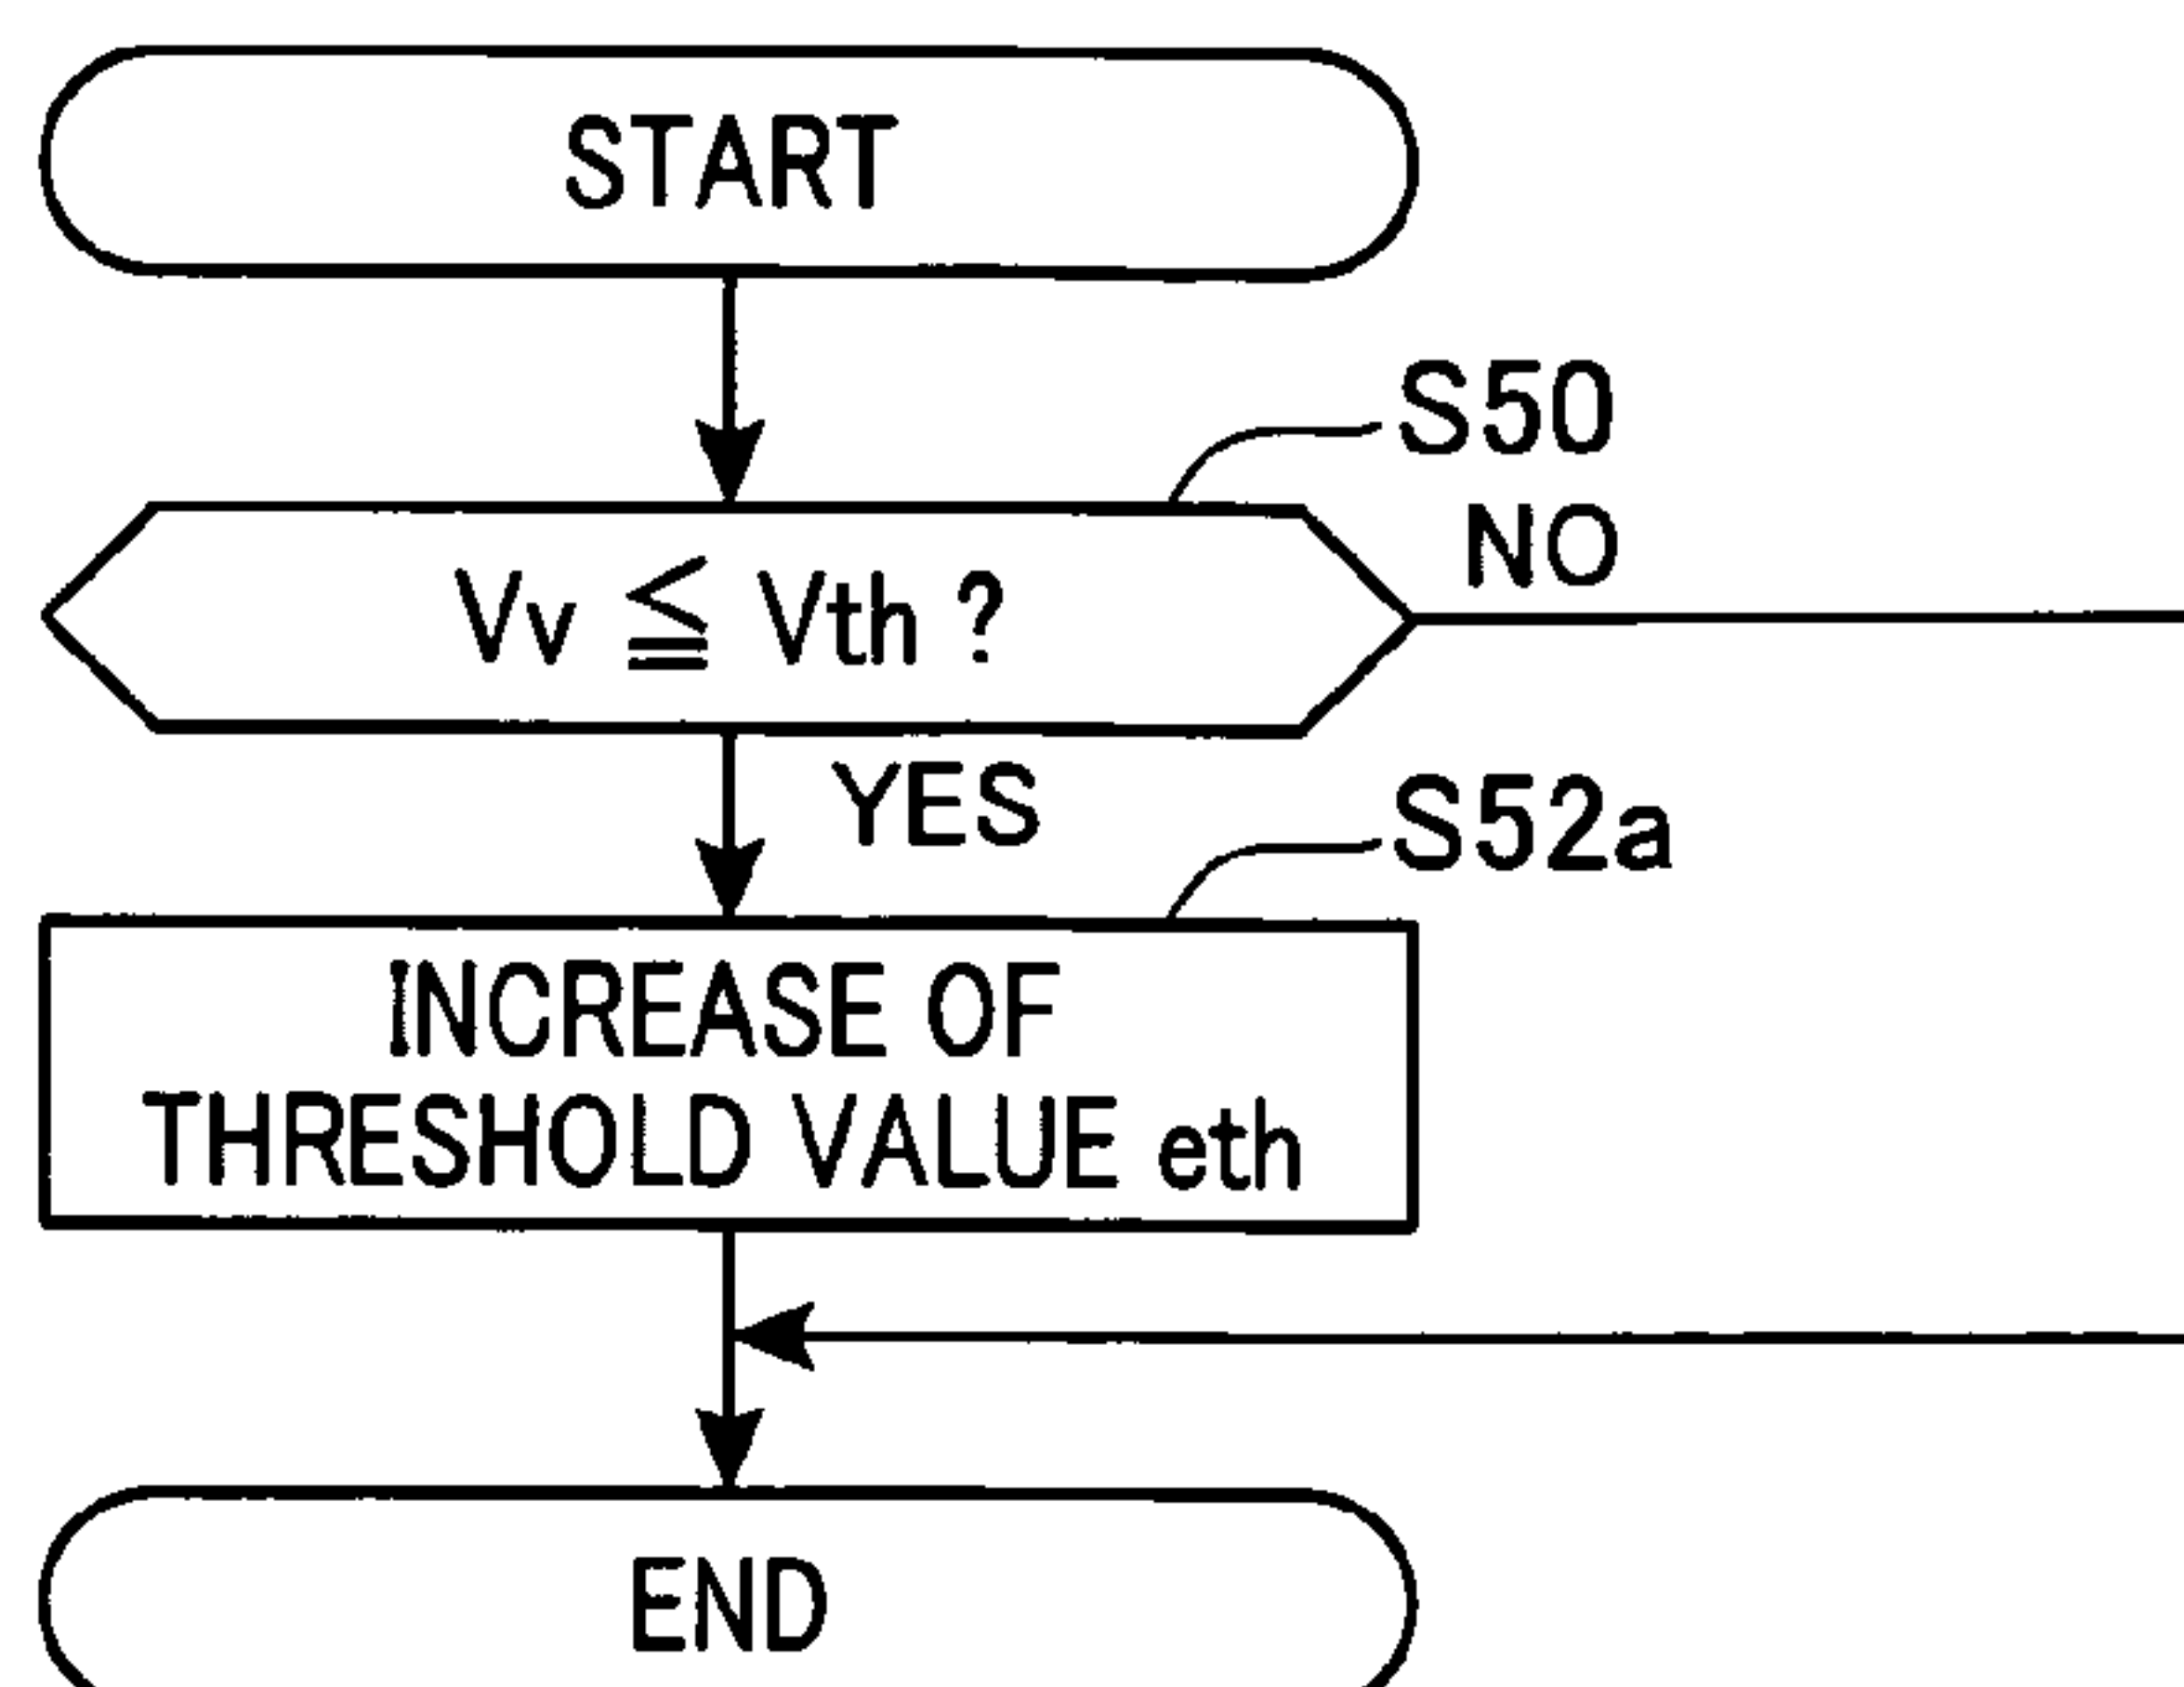 START
S50
NO
Vv ≦ Vth ?
YES
S52a
INCREASE OF
THRESHOLD VALUE eth
END